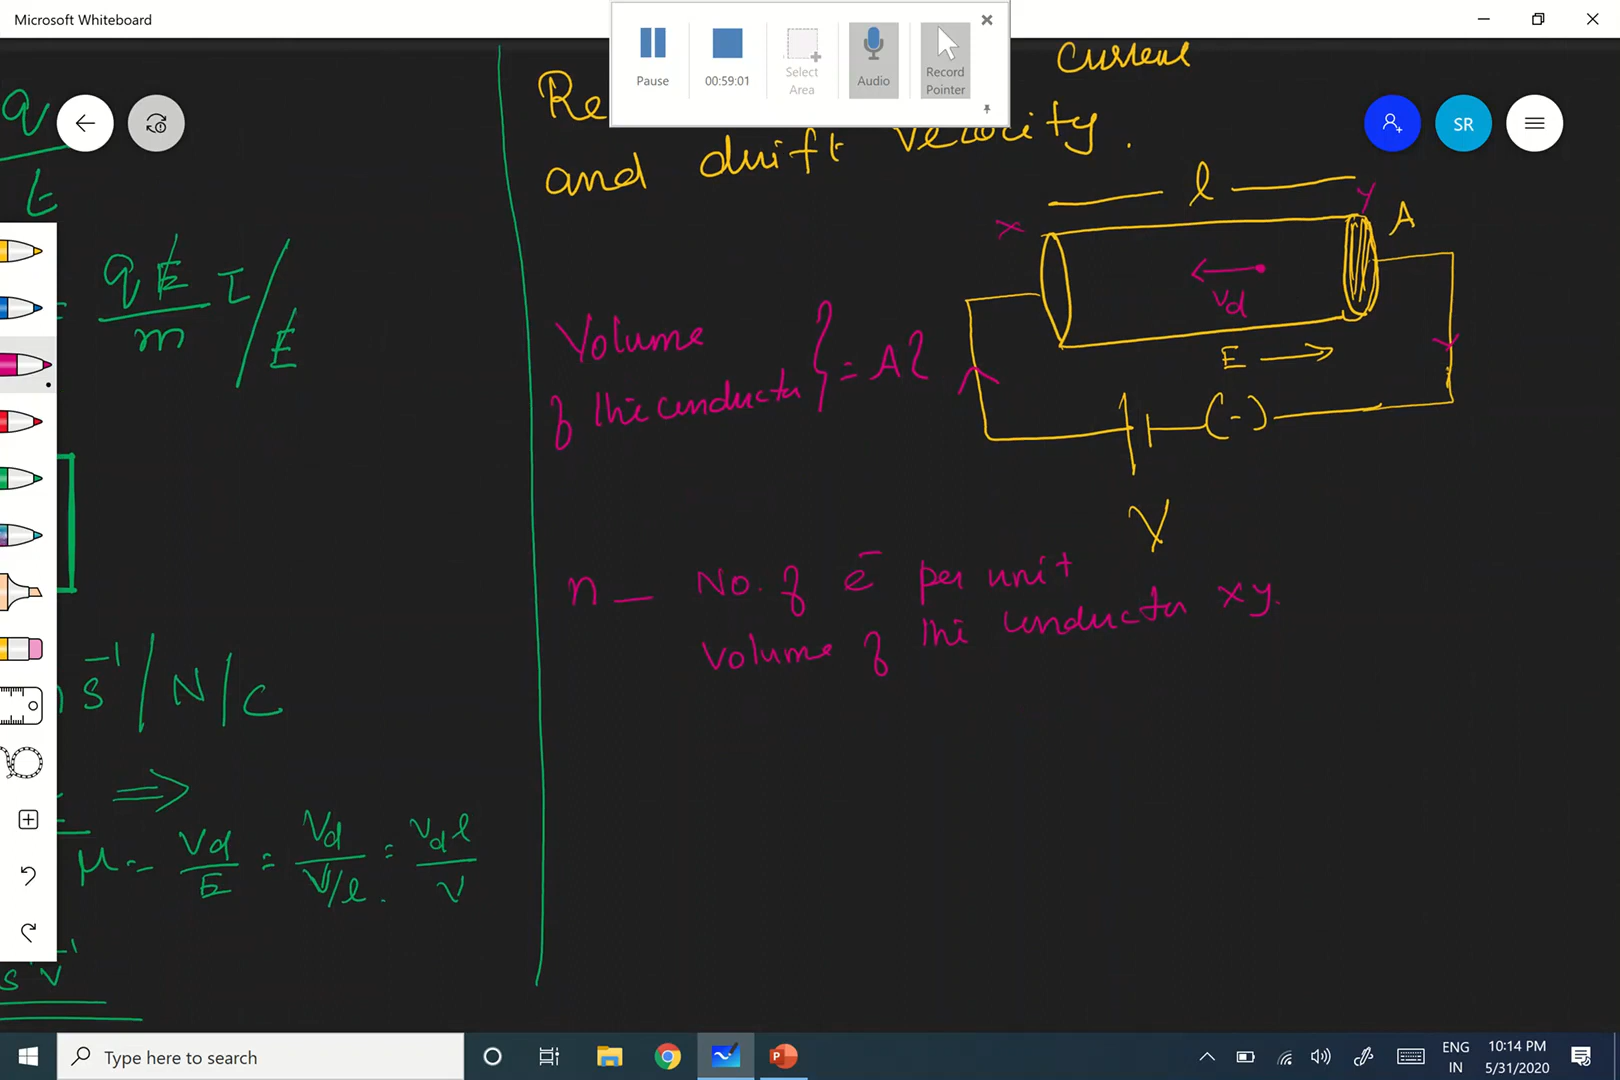 Microsoft Whiteboard
Pause
00:59:01
Select Area
Audio
Record Pointer
SR
q
t
= qE/m τ / E
s⁻¹ / N/C
⇒
μ = Vd/E = Vd/V/l. = Vd l/V
s⁻¹ V⁻¹
current
Re
and drift velocity.
l
x
y
A
Vd
E →
(-)
V
Volume
of the conductor } = Al
n — No. of e⁻ per unit
volume of the conductor xy.
Type here to search
ENG
IN
10:14 PM
5/31/2020